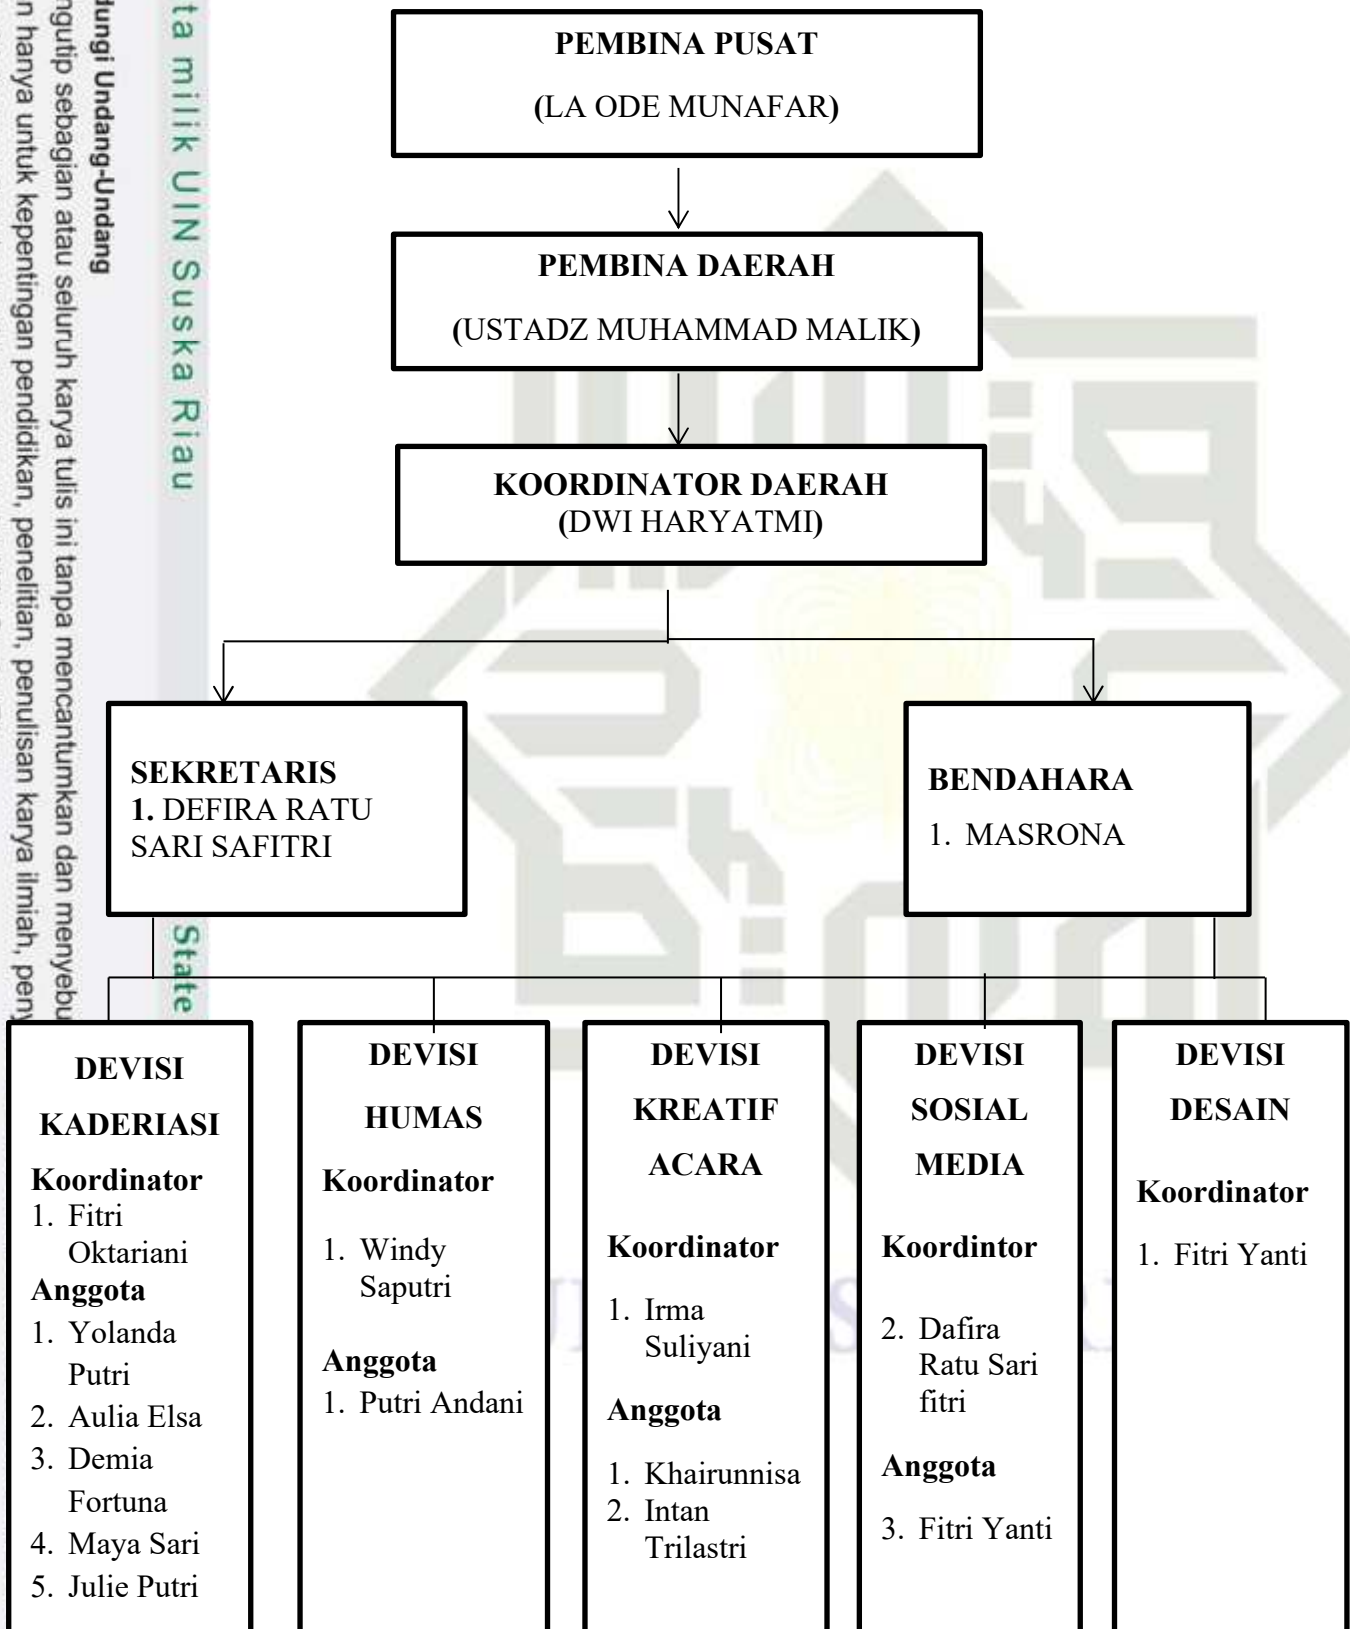 PEMBINA PUSAT
(LA ODE MUNAFAR)
PEMBINA DAERAH
(USTADZ MUHAMMAD MALIK)
KOORDINATOR DAERAH
(DWI HARYATMI)
SEKRETARIS
1. DEFIRA RATU
SARI SAFITRI
BENDAHARA
1. MASRONA
DEVISI
KADERIASI
Koordinator
1. Fitri
Oktariani
Anggota
1. Yolanda
Putri
2. Aulia Elsa
3. Demia
Fortuna
4. Maya Sari
5. Julie Putri
DEVISI
HUMAS
Koordinator
1. Windy
Saputri
Anggota
1. Putri Andani
DEVISI
KREATIF
ACARA
Koordinator
1. Irma
Suliyani
Anggota
1. Khairunnisa
2. Intan
Trilastri
DEVISI
SOSIAL
MEDIA
Koordintor
2. Dafira
Ratu Sari
fitri
Anggota
3. Fitri Yanti
DEVISI
DESAIN
Koordinator
1. Fitri Yanti
ta milik UIN Suska Riau
State
dungi Undang-Undang
ngutip sebagian atau seluruh karya tulis ini tanpa mencantumkan dan menyebu
n hanya untuk kepentingan pendidikan, penelitian, penulisan karya ilmiah, peny